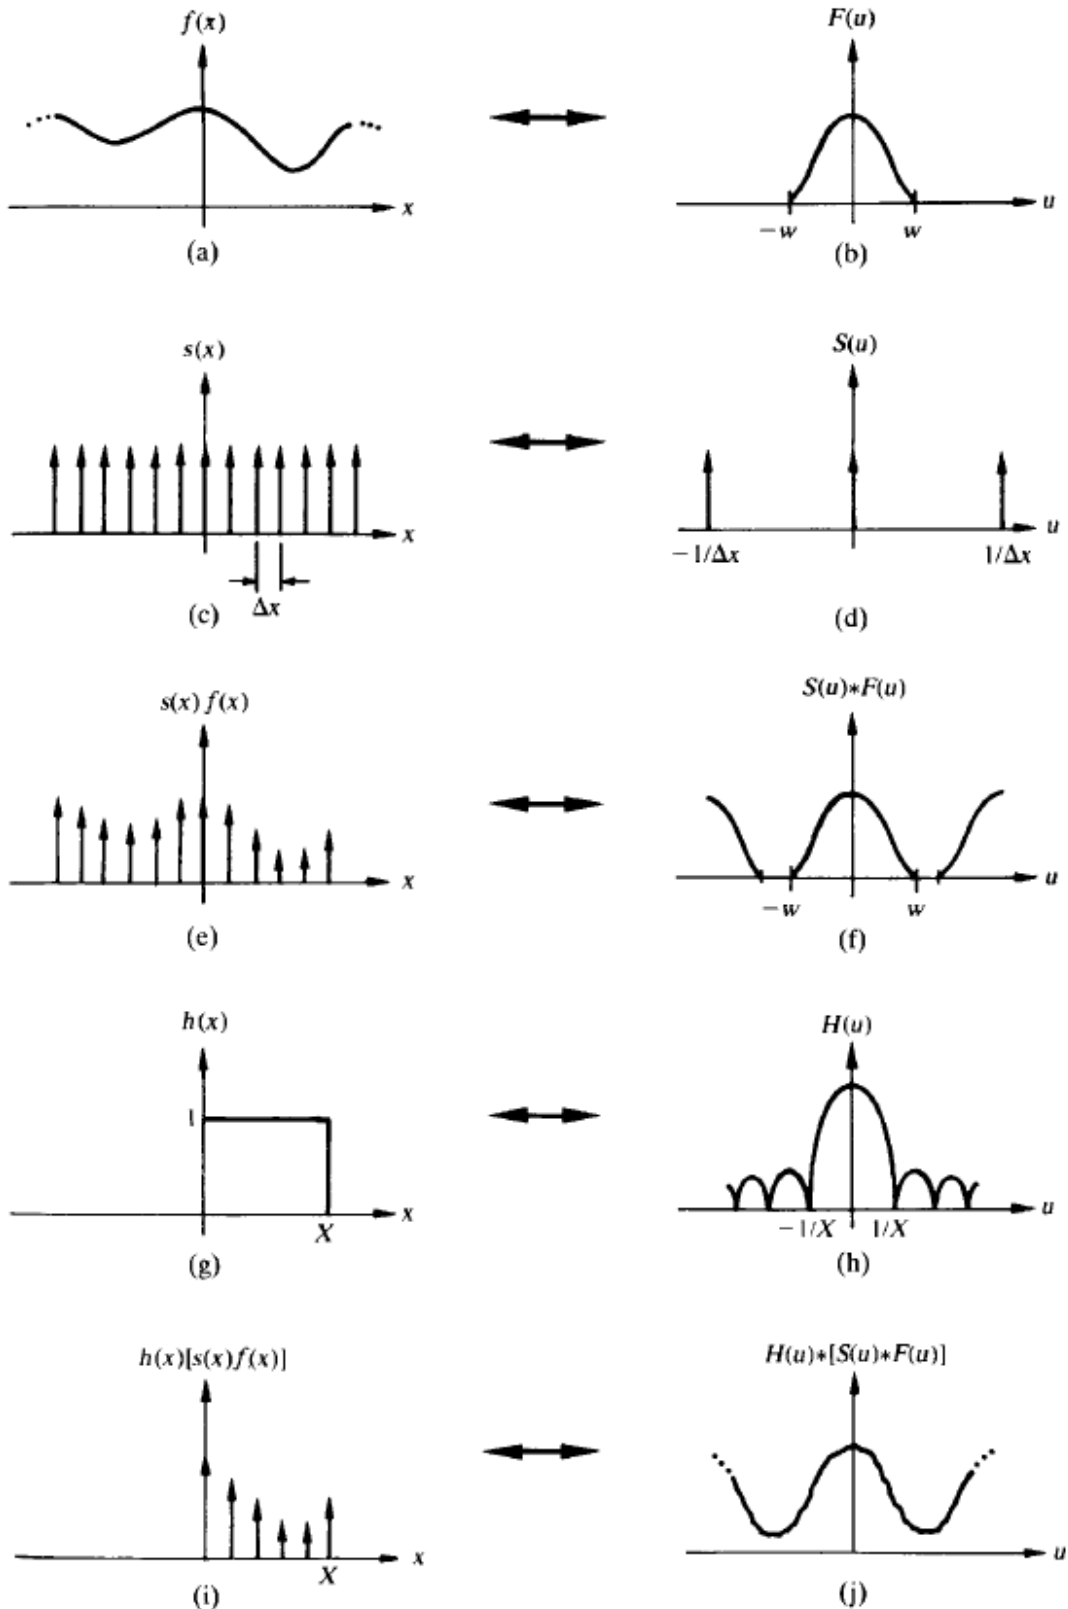 f(x)
F(u)
x
u
−w
w
(a)
(b)
s(x)
S(u)
x
u
−1/Δx
1/Δx
Δx
(c)
(d)
s(x) f(x)
S(u)*F(u)
x
u
−w
w
(e)
(f)
h(x)
H(u)
1
x
u
X
−1/X
1/X
(g)
(h)
h(x)[s(x)f(x)]
H(u)*[S(u)*F(u)]
x
u
X
(i)
(j)